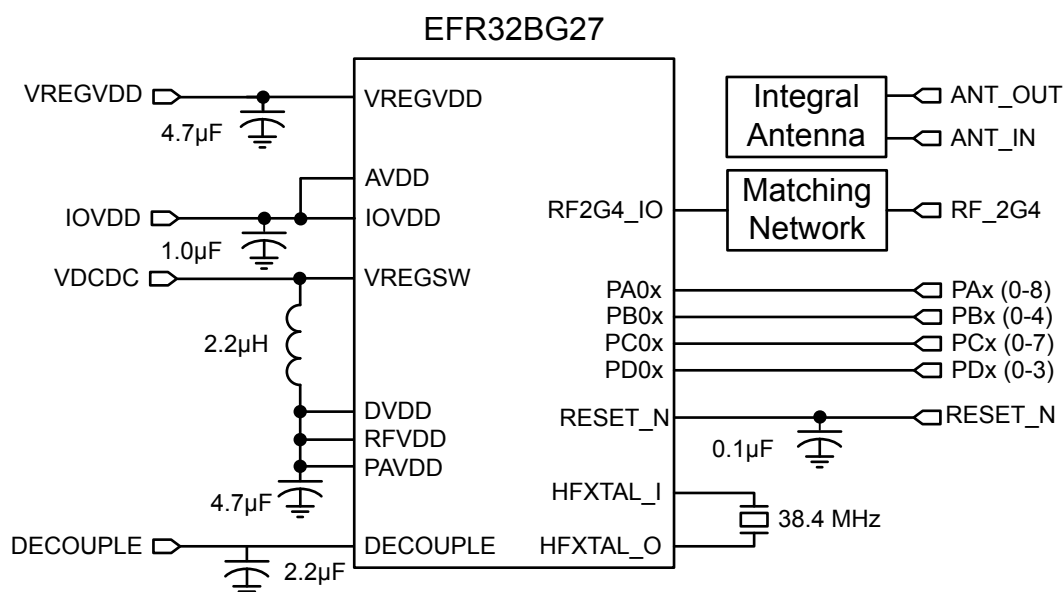 EFR32BG27
VREGVDD
VREGVDD
4.7µF
Integral
Antenna
ANT_OUT
ANT_IN
AVDD
IOVDD
IOVDD
1.0µF
RF2G4_IO
Matching
Network
RF_2G4
VDCDC
VREGSW
2.2µH
PA0x
PAx (0-8)
PB0x
PBx (0-4)
PC0x
PCx (0-7)
PD0x
PDx (0-3)
DVDD
RFVDD
PAVDD
4.7µF
RESET_N
RESET_N
0.1µF
HFXTAL_I
38.4 MHz
HFXTAL_O
DECOUPLE
DECOUPLE
2.2µF